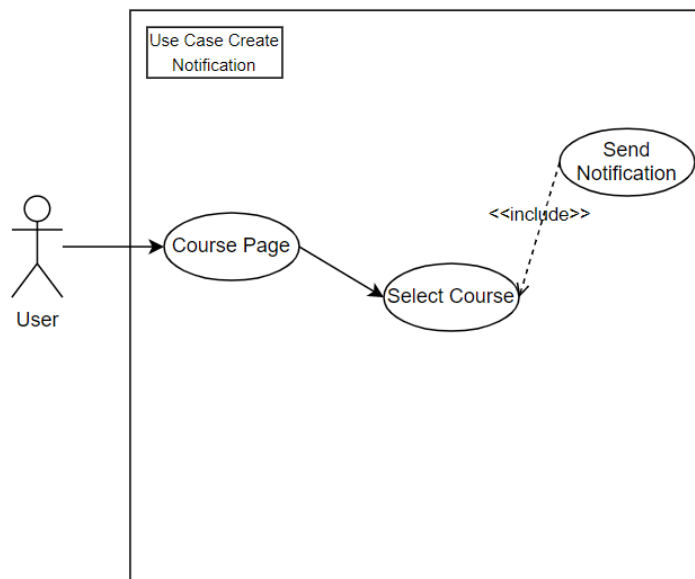 Use Case Create
Notification
Send
Notification
<<include>>
Course Page
Select Course
User